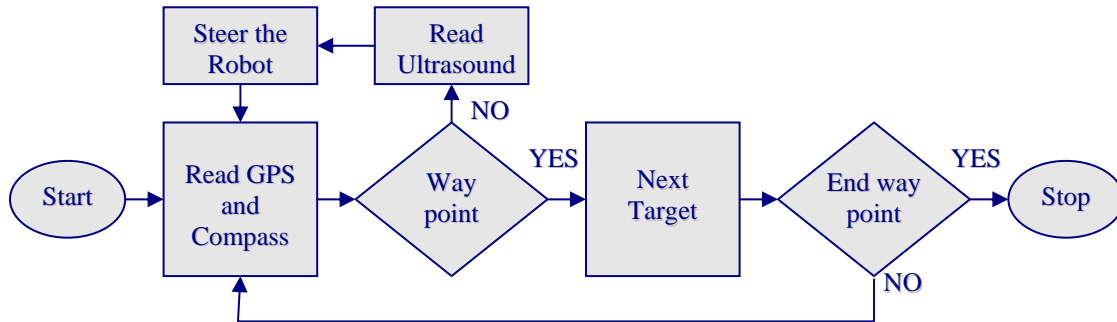 Steer the
Robot
Read
Ultrasound
NO
Start
Read GPS
and
Compass
Way
point
YES
Next
Target
End way
point
YES
Stop
NO